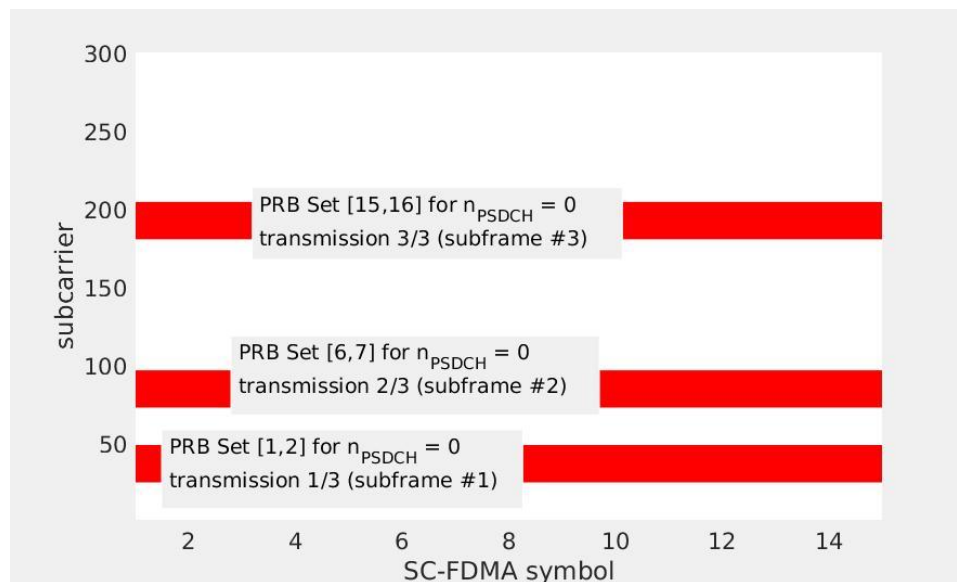 300
250
PRB Set [15,16] for nPSDCH = 0
200
transmission 3/3 (subframe #3)
subcarrier
150
PRB Set [6,7] for nPSDCH = 0
100
transmission 2/3 (subframe #2)
PRB Set [1,2] for nPSDCH = 0
50
transmission 1/3 (subframe #1)
2 4 6 8 10 12 14
SC-FDMA symbol